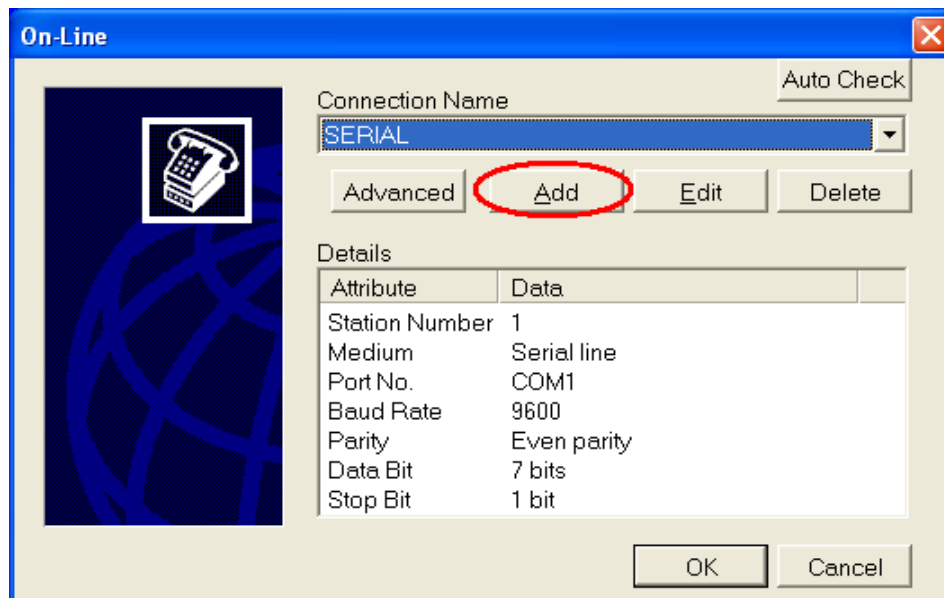 On-Line
Auto Check
Connection Name
SERIAL
Advanced Add Edit Delete
Details
Attribute Data
Station Number 1
Medium Serial line
Port No. COM1
Baud Rate 9600
Parity Even parity
Data Bit 7 bits
Stop Bit 1 bit
OK Cancel